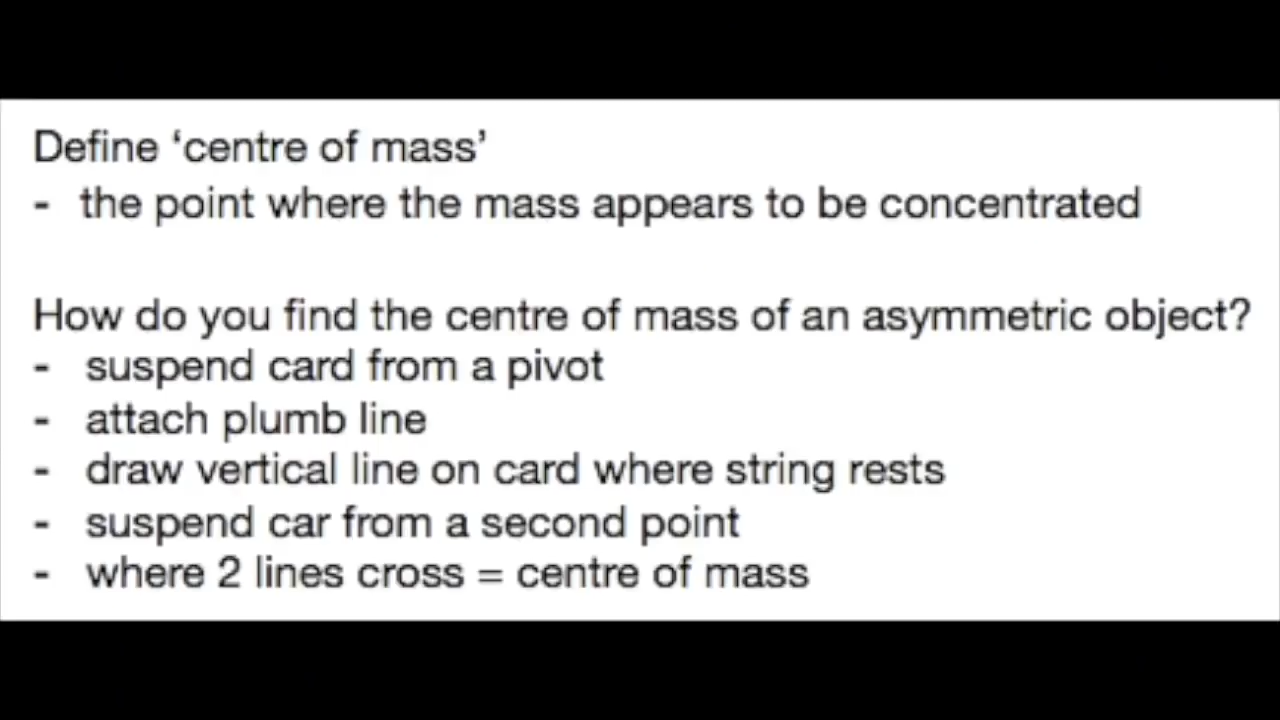 Define ‘centre of mass’
- the point where the mass appears to be concentrated
How do you find the centre of mass of an asymmetric object?
- suspend card from a pivot
- attach plumb line
- draw vertical line on card where string rests
- suspend car from a second point
- where 2 lines cross = centre of mass